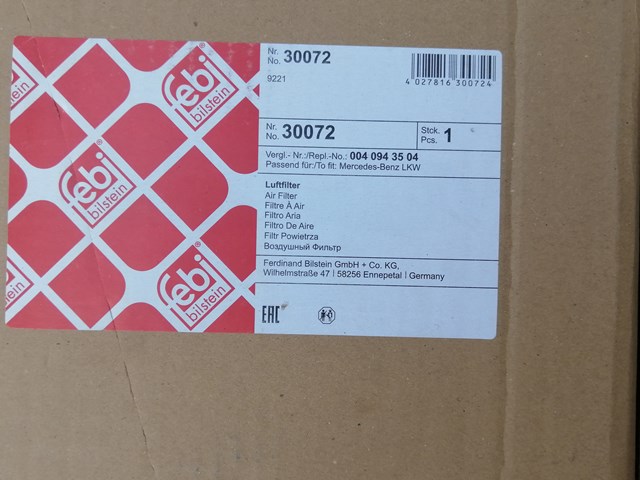 febi
bilstein
febi
bilstein
febi
bilstein
Nr.
No. 30072
9221
4 027816 300724
Nr.
No. 30072
Stck.
Pcs. 1
Vergl.- Nr.:/Repl.-No.: 004 094 35 04
Passend für:/To fit: Mercedes-Benz LKW
Luftfilter
Air Filter
Filtre À Air
Filtro Aria
Filtro De Aire
Filtr Powietrza
Воздушный Фильтр
Ferdinand Bilstein GmbH + Co. KG,
Wilhelmstraße 47 | 58256 Ennepetal | Germany
EAC